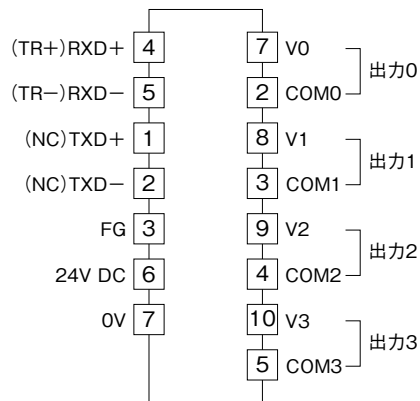 (TR+)RXD+ 4 7 V0
出力0
(TR−)RXD− 5 2 COM0
(NC)TXD+ 1 8 V1
出力1
(NC)TXD− 2 3 COM1
FG 3 9 V2
出力2
24V DC 6 4 COM2
0V 7 10 V3
出力3
5 COM3